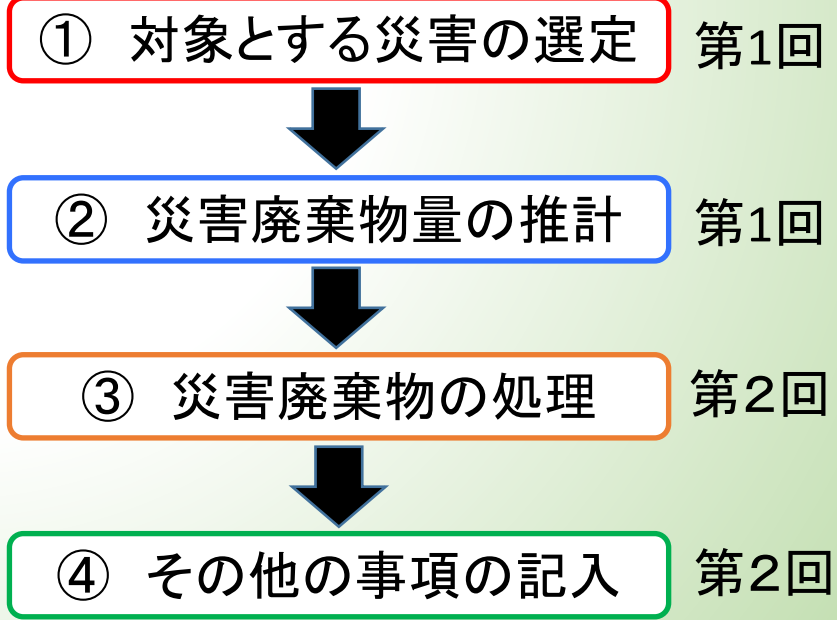 ① 対象とする災害の選定 第1回
② 災害廃棄物量の推計 第1回
③ 災害廃棄物の処理 第２回
④ その他の事項の記入 第２回